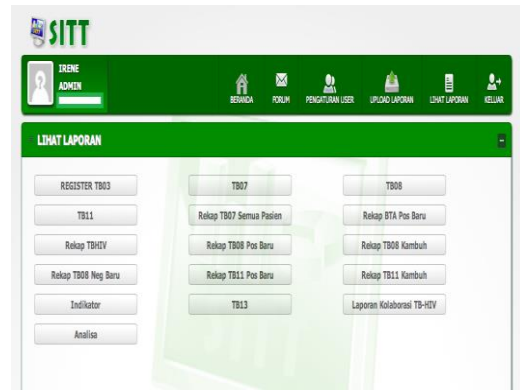 SITT
IRENE
ADMIN
BERANDA FORUM PENGATURAN USER UPLOAD LAPORAN LIHAT LAPORAN KELUAR
LIHAT LAPORAN
REGISTER TB03 TB07 TB08
TB11 Rekap TB07 Semua Pasien Rekap BTA Pos Baru
Rekap TBHIV Rekap TB08 Pos Baru Rekap TB08 Kambuh
Rekap TB08 Neg Baru Rekap TB11 Pos Baru Rekap TB11 Kambuh
Indikator TB13 Laporan Kolaborasi TB-HIV
Analisa
SITT